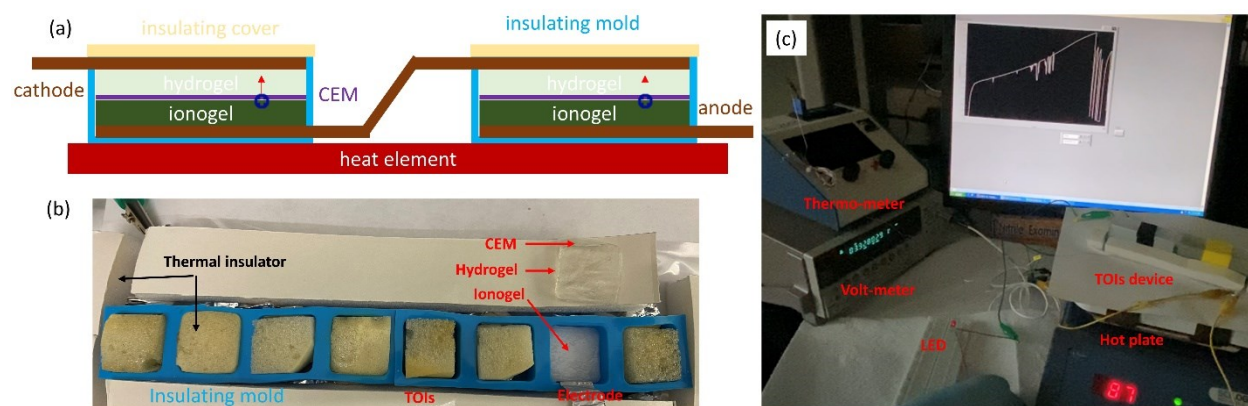 (a)
insulating cover
insulating mold
hydrogel
hydrogel
cathode
CEM
anode
ionogel
ionogel
heat element
(b)
CEM
Thermal insulator
Hydrogel
Ionogel
Insulating mold
TOIs
Electrode
(c)
Thermo-meter
Volt-meter
TOIs device
LED
Hot plate
87